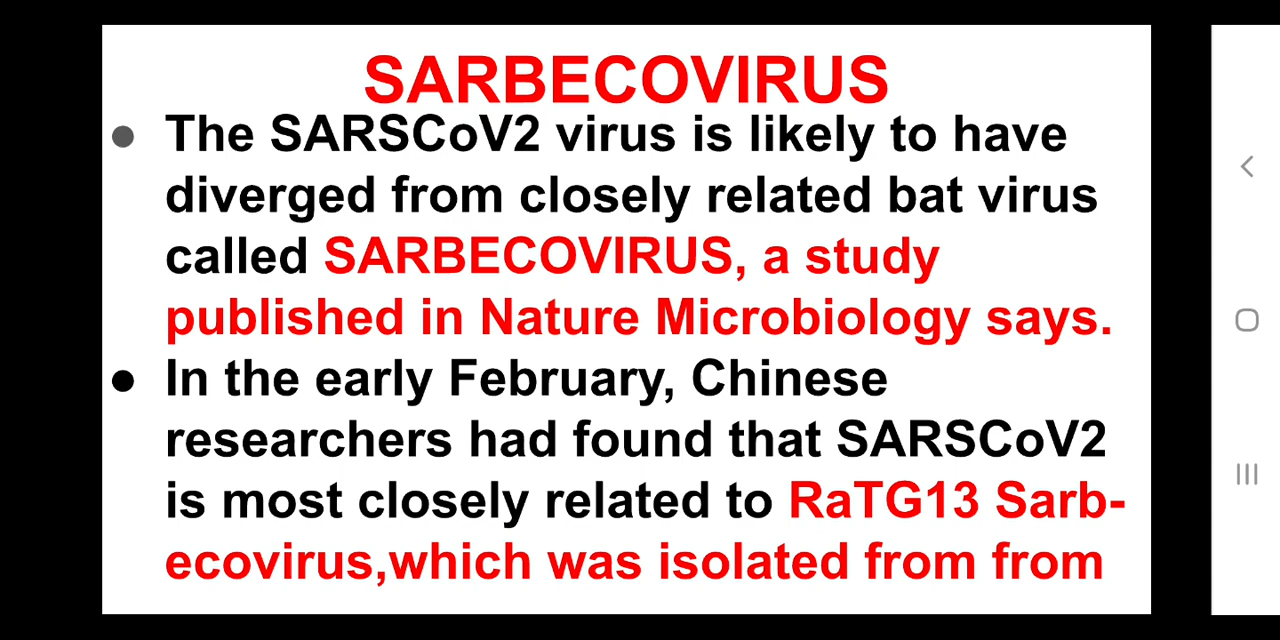 SARBECOVIRUS
● The SARSCoV2 virus is likely to have
diverged from closely related bat virus
called SARBECOVIRUS, a study
published in Nature Microbiology says.
● In the early February, Chinese
researchers had found that SARSCoV2
is most closely related to RaTG13 Sarb-
ecovirus,which was isolated from from